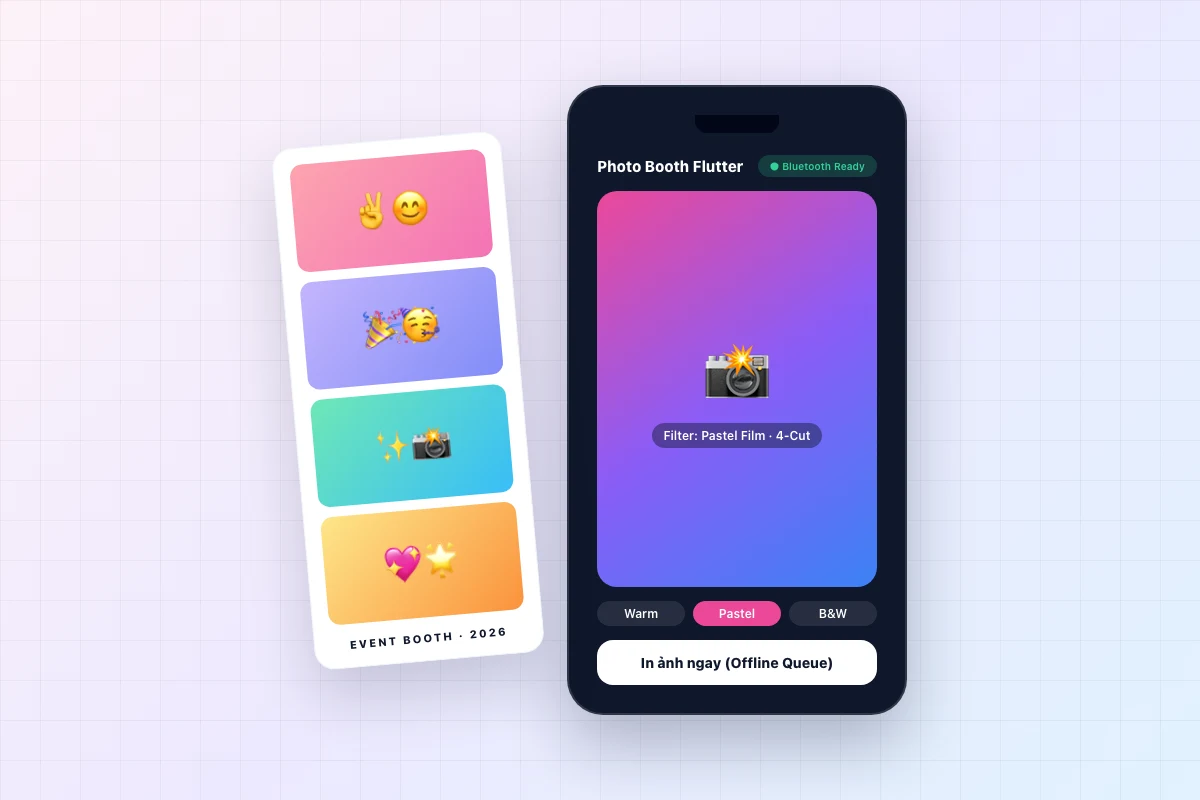 EVENT BOOTH · 2026
Photo Booth Flutter
Bluetooth Ready
Filter: Pastel Film · 4-Cut
Warm
Pastel
B&W
In ảnh ngay (Offline Queue)